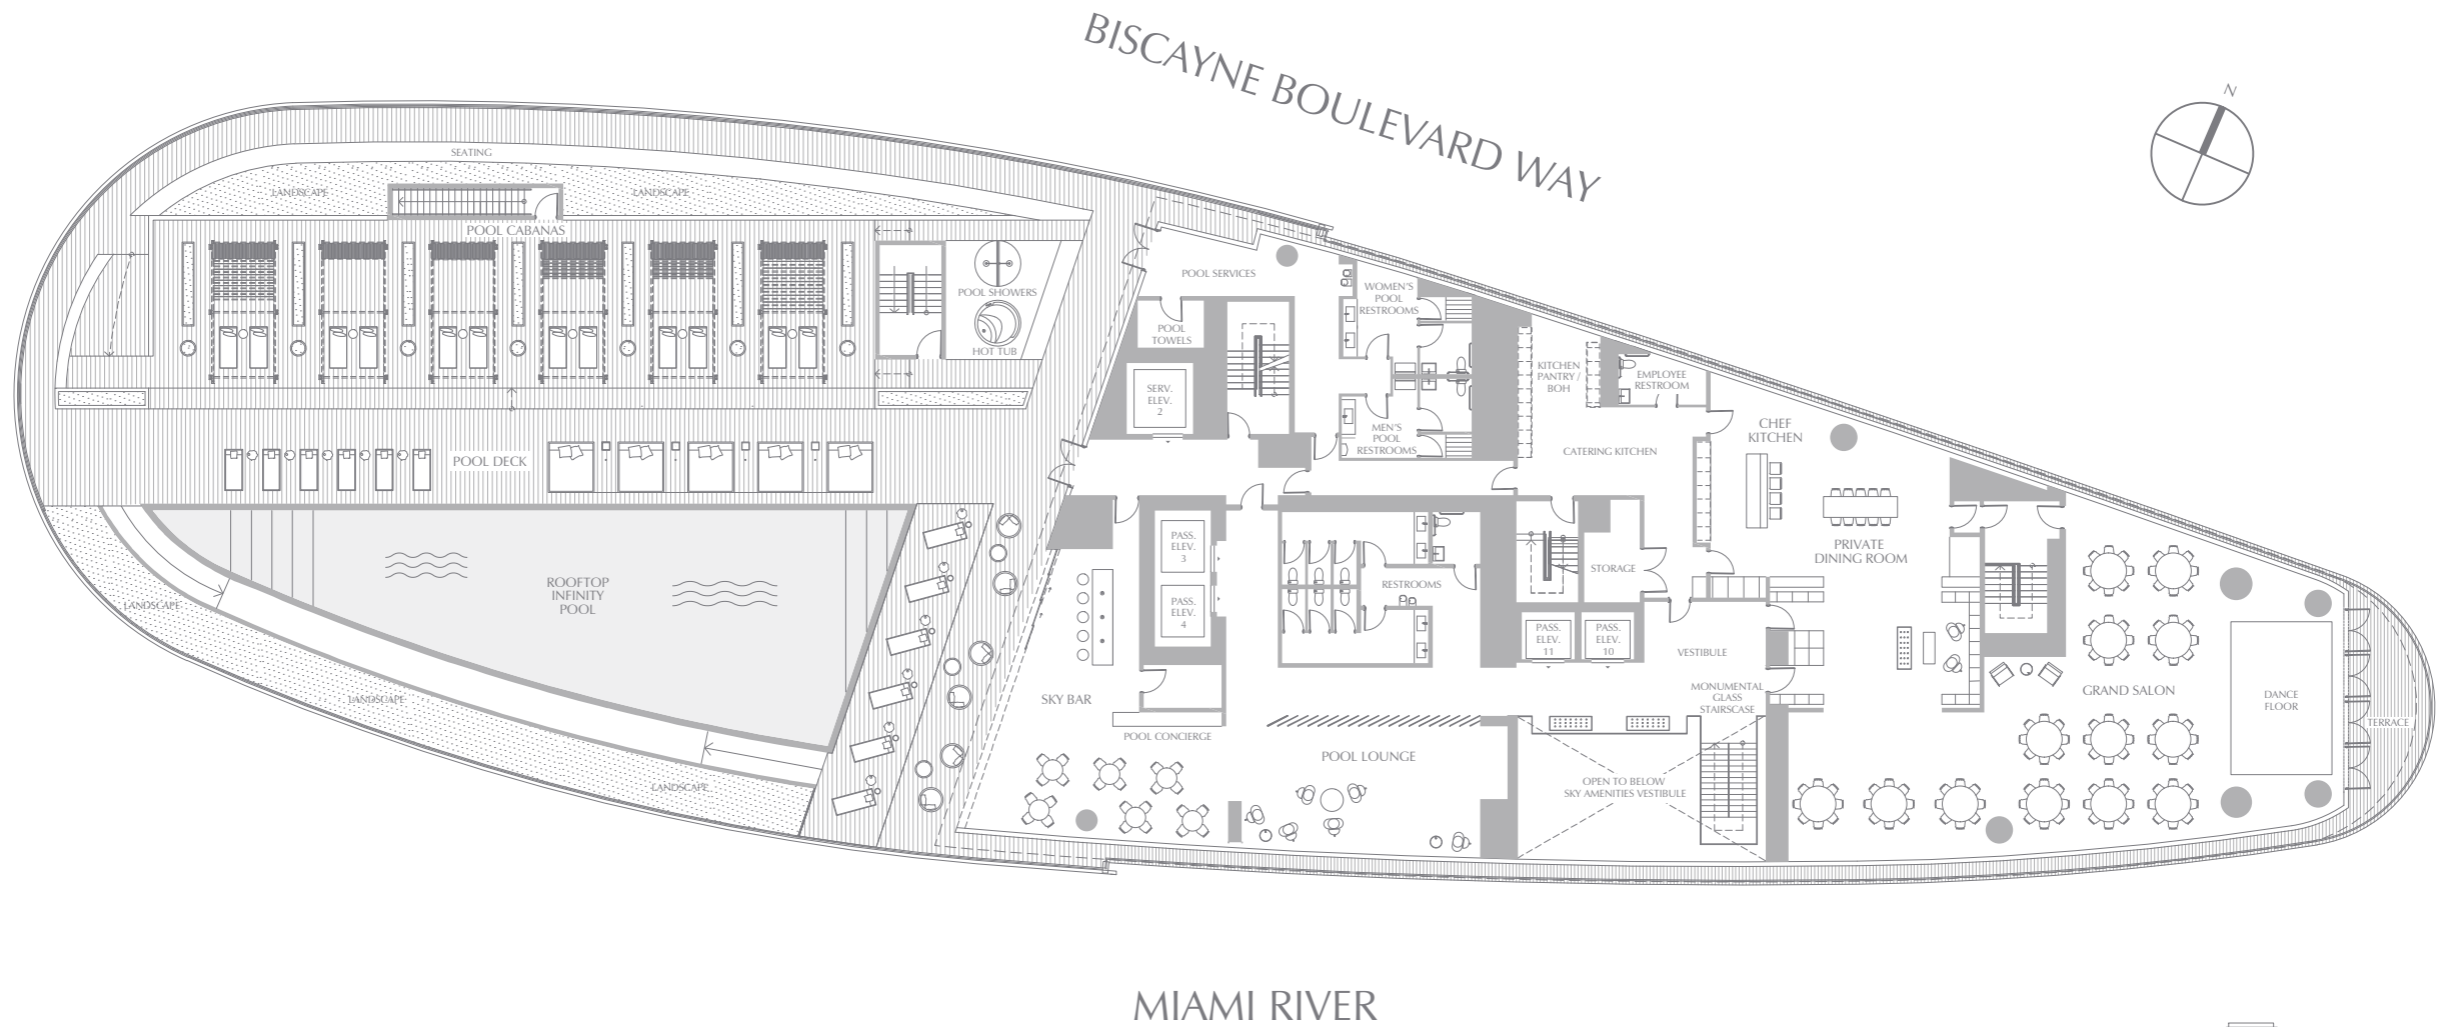 BISCAYNE BOULEVARD WAY
N
SEATING
LANDSCAPE
LANDSCAPE
POOL CABANAS
POOL SHOWERS
HOT TUB
POOL SERVICES
POOL
TOWELS
SERV.
ELEV.
2
WOMEN'S
POOL
RESTROOMS
MEN'S
POOL
RESTROOMS
KITCHEN
PANTRY /
BOH
EMPLOYEE
RESTROOM
CATERING KITCHEN
CHEF
KITCHEN
POOL DECK
ROOFTOP
INFINITY
POOL
LANDSCAPE
LANDSCAPE
LANDSCAPE
PASS.
ELEV.
3
PASS.
ELEV.
4
RESTROOMS
STORAGE
PRIVATE
DINING ROOM
PASS.
ELEV.
11
PASS.
ELEV.
10
VESTIBULE
SKY BAR
POOL CONCIERGE
POOL LOUNGE
MONUMENTAL
GLASS
STAIRSCASE
OPEN TO BELOW
SKY AMENITIES VESTIBULE
GRAND SALON
DANCE
FLOOR
TERRACE
MIAMI RIVER